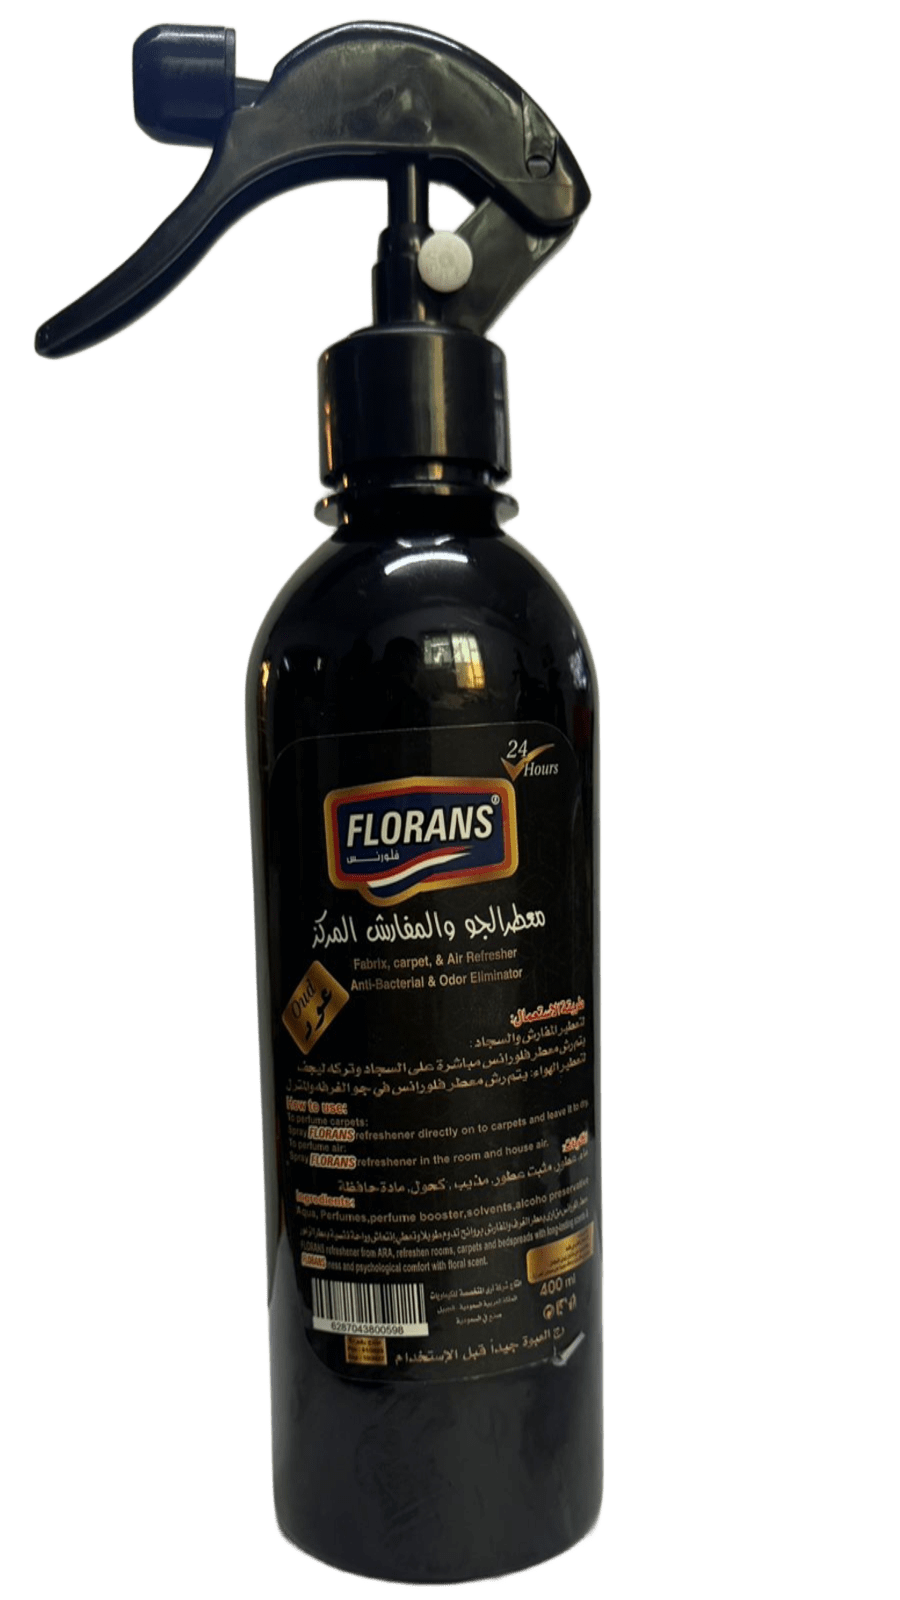 24
Hours
FLORANS
فلورنس
معطر الجو والمفارش المركز
Fabrix, carpet, & Air Refresher
Anti-Bacterial & Odor Eliminator
Oud
عود
طريقة الاستعمال:
لتعطير المفارش والسجاد:
يتم رش معطر فلورانس مباشرة على السجاد وتركه ليجف
لتعطير الهواء: يتم رش معطر فلورانس في جو الغرفه والمنزل
How to use:
To perfume carpets:
Spray FLORANS refreshener directly on to carpets and leave it to dry.
To perfume air:
Spray FLORANS refreshener in the room and house air.
ماء، عطور، مثبت عطور، مذيب، كحول، مادة حافظة
Ingredients:
Aqua, Perfumes,perfume booster,solvents,alcoho preservative
FLORANS refreshener from ARA, refreshen rooms, carpets and bedspreads with long-lasting scents
FLORANS ness and psychological comfort with floral scent.
400 ml
6287043800598
العبوة جيداً قبل الإستخدام